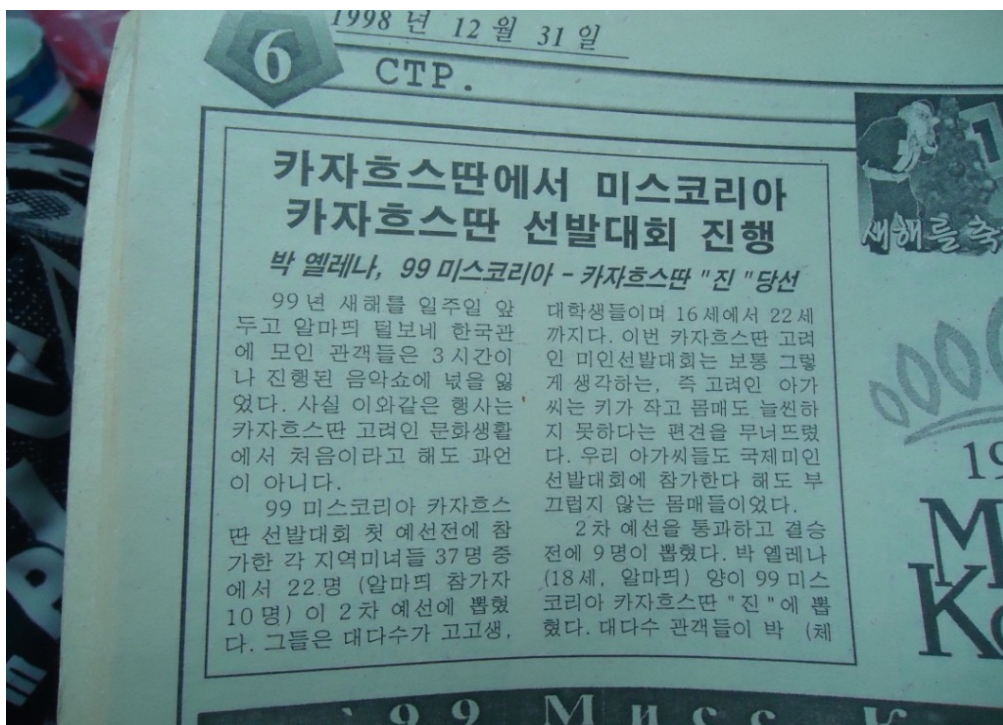 1998 년 12 월 31 일
6
СТР.
카자흐스딴에서 미스코리아
카자흐스딴 선발대회 진행
박 옐레나, 99 미스코리아 - 카자흐스딴 "진"당선
99 년 새해를 일주일 앞
두고 알마띄 털보네 한국관
에 모인 관객들은 3 시간이
나 진행된 음악쇼에 넋을 잃
었다. 사실 이와같은 행사는
카자흐스딴 고려인 문화생활
에서 처음이라고 해도 과언
이 아니다.
99 미스코리아 카자흐스
딴 선발대회 첫 예선전에 참
가한 각 지역미녀들 37 명 중
에서 22 명 (알마띄 참가자
10 명) 이 2 차 예선에 뽑혔
다. 그들은 대다수가 고고생,
대학생들이며 16 세에서 22 세
까지다. 이번 카자흐스딴 고려
인 미인선발대회는 보통 그렇
게 생각하는, 즉 고려인 아가
씨는 키가 작고 몸매도 늘씬하
지 못하다는 편견을 무너뜨렸
다. 우리 아가씨들도 국제미인
선발대회에 참가한다 해도 부
끄럽지 않는 몸매들이었다.
2 차 예선을 통과하고 결승
전에 9 명이 뽑혔다. 박 옐레나
(18 세, 알마띄) 양이 99 미스
코리아 카자흐스딴 "진"에 뽑
혔다. 대다수 관객들이 박 (체
새해를 축
19
M
Ko
'99 Мисс К